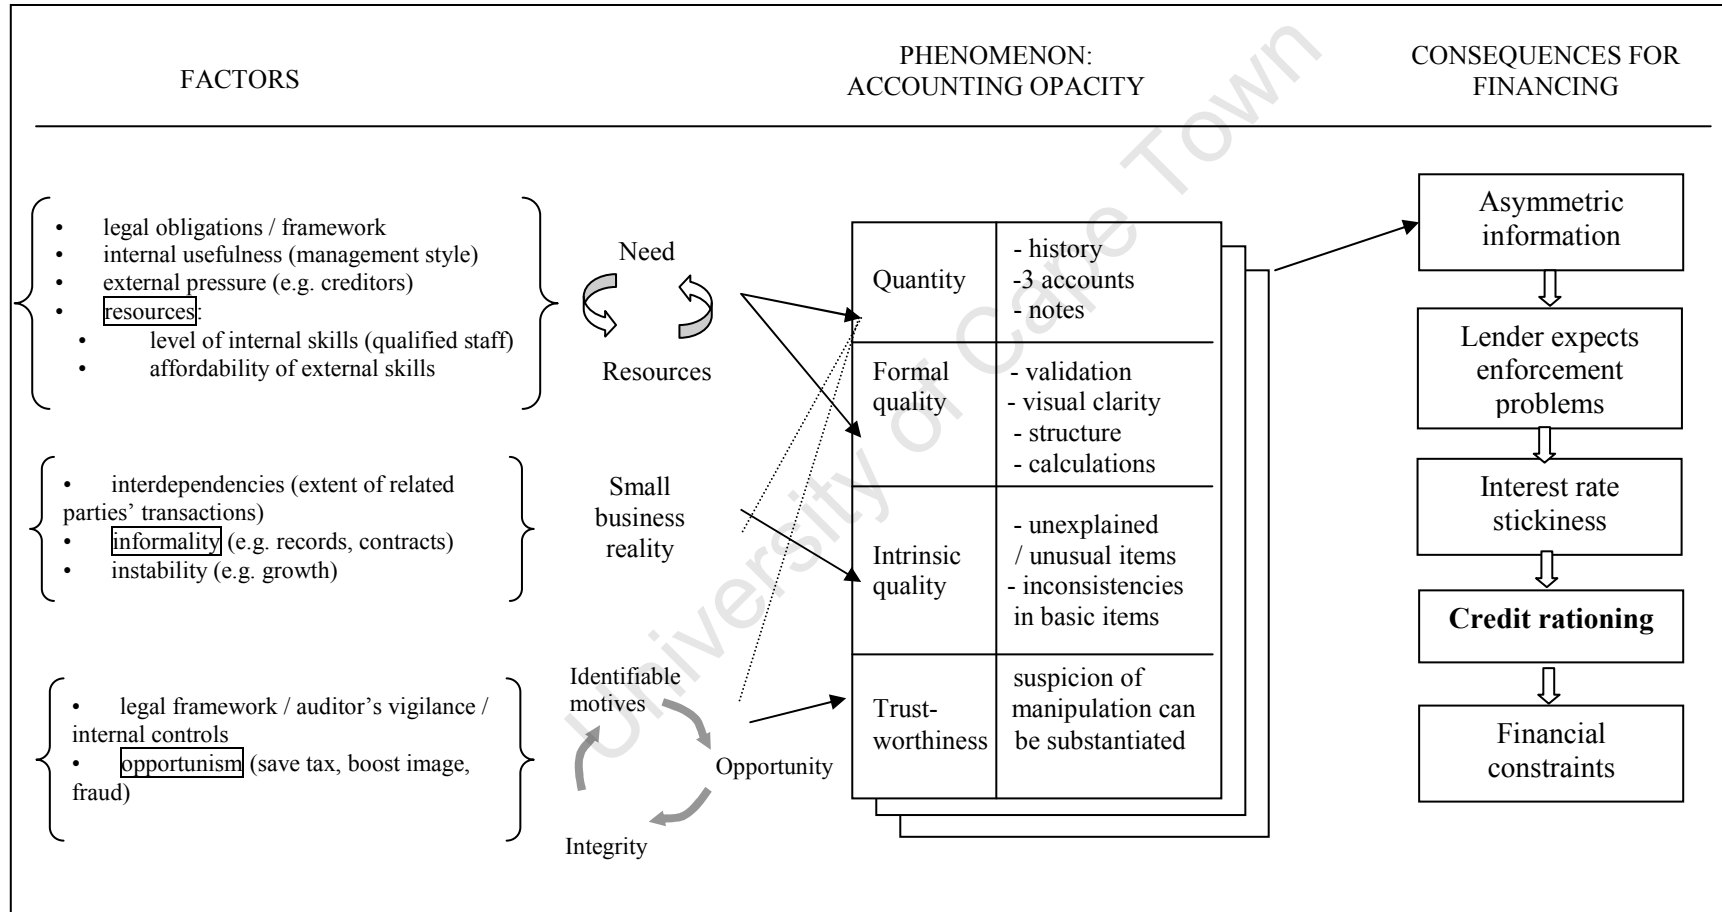 FACTORS
PHENOMENON:
ACCOUNTING OPACITY
CONSEQUENCES FOR
FINANCING
• legal obligations / framework
• internal usefulness (management style)
• external pressure (e.g. creditors)
• resources:
• level of internal skills (qualified staff)
• affordability of external skills
Need
Resources
• interdependencies (extent of related
parties’ transactions)
• informality (e.g. records, contracts)
• instability (e.g. growth)
Small
business
reality
• legal framework / auditor’s vigilance /
internal controls
• opportunism (save tax, boost image,
fraud)
Identifiable
motives
Opportunity
Integrity
Quantity
- history
-3 accounts
- notes
Formal
quality
- validation
- visual clarity
- structure
- calculations
Intrinsic
quality
- unexplained
/ unusual items
- inconsistencies
in basic items
Trust-
worthiness
suspicion of
manipulation can
be substantiated
Asymmetric
information
Lender expects
enforcement
problems
Interest rate
stickiness
Credit rationing
Financial
constraints
University of Cape Town